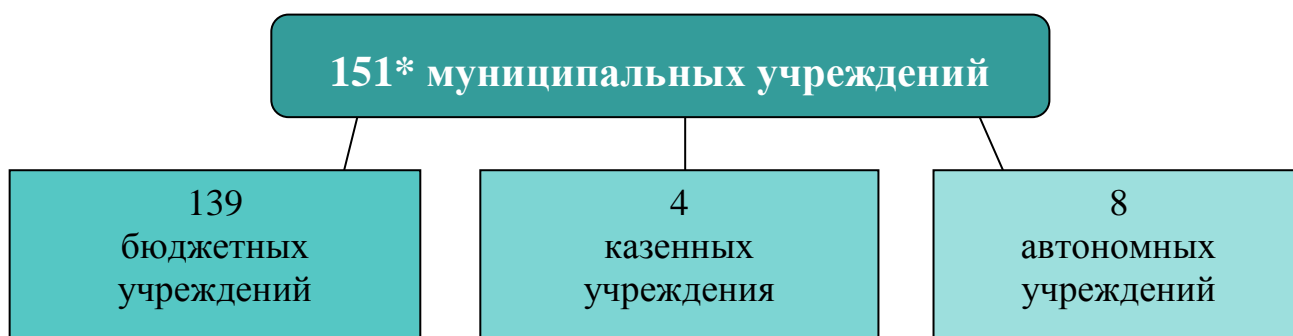 151* муниципальных учреждений
139
бюджетных
учреждений
4
казенных
учреждения
8
автономных
учреждений